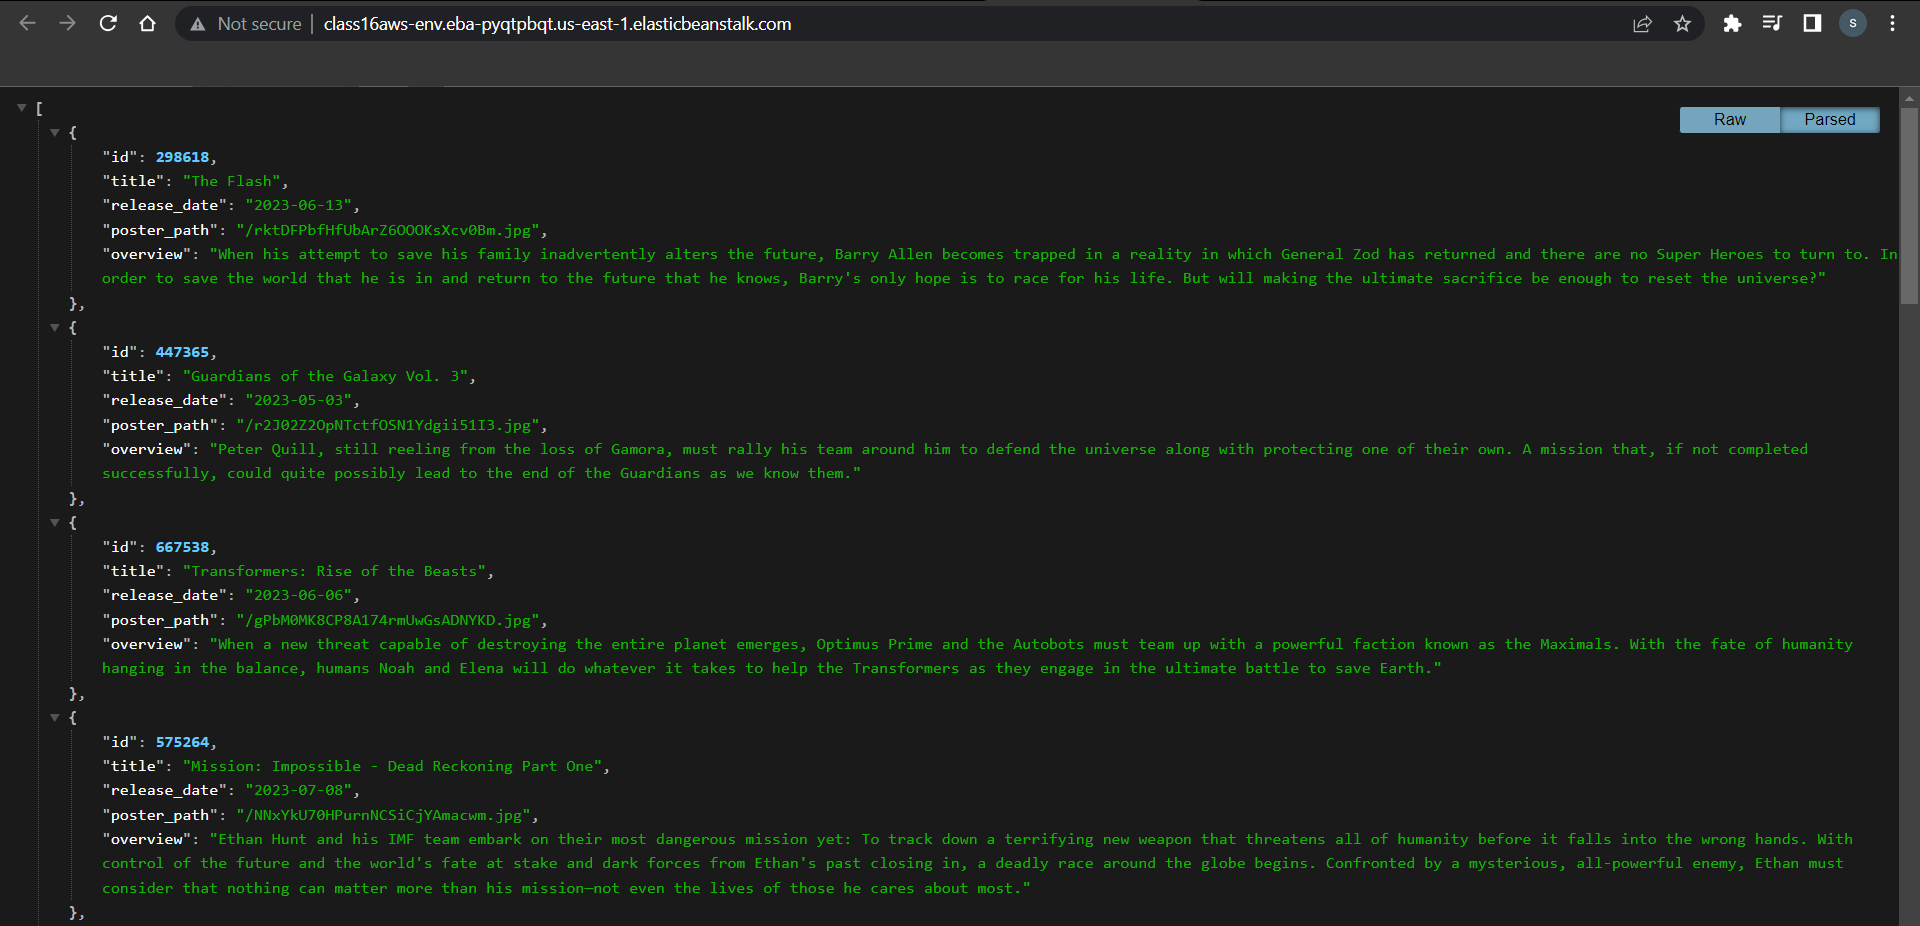 Not secure | class16aws-env.eba-pyqtpbqt.us-east-1.elasticbeanstalk.com
S
Raw Parsed
[
{
"id": 298618,
"title": "The Flash",
"release_date": "2023-06-13",
"poster_path": "/rktDFPbfHfUbArZ6OOOKsXcv0Bm.jpg",
"overview": "When his attempt to save his family inadvertently alters the future, Barry Allen becomes trapped in a reality in which General Zod has returned and there are no Super Heroes to turn to. In
order to save the world that he is in and return to the future that he knows, Barry's only hope is to race for his life. But will making the ultimate sacrifice be enough to reset the universe?"
},
{
"id": 447365,
"title": "Guardians of the Galaxy Vol. 3",
"release_date": "2023-05-03",
"poster_path": "/r2J02Z2OpNTctfOSN1Ydgii51I3.jpg",
"overview": "Peter Quill, still reeling from the loss of Gamora, must rally his team around him to defend the universe along with protecting one of their own. A mission that, if not completed
successfully, could quite possibly lead to the end of the Guardians as we know them."
},
{
"id": 667538,
"title": "Transformers: Rise of the Beasts",
"release_date": "2023-06-06",
"poster_path": "/gPbM0MK8CP8A174rmUwGsADNYKD.jpg",
"overview": "When a new threat capable of destroying the entire planet emerges, Optimus Prime and the Autobots must team up with a powerful faction known as the Maximals. With the fate of humanity
hanging in the balance, humans Noah and Elena will do whatever it takes to help the Transformers as they engage in the ultimate battle to save Earth."
},
{
"id": 575264,
"title": "Mission: Impossible - Dead Reckoning Part One",
"release_date": "2023-07-08",
"poster_path": "/NNxYkU70HPurnNCSiCjYAmacwm.jpg",
"overview": "Ethan Hunt and his IMF team embark on their most dangerous mission yet: To track down a terrifying new weapon that threatens all of humanity before it falls into the wrong hands. With
control of the future and the world's fate at stake and dark forces from Ethan's past closing in, a deadly race around the globe begins. Confronted by a mysterious, all-powerful enemy, Ethan must
consider that nothing can matter more than his mission—not even the lives of those he cares about most."
},